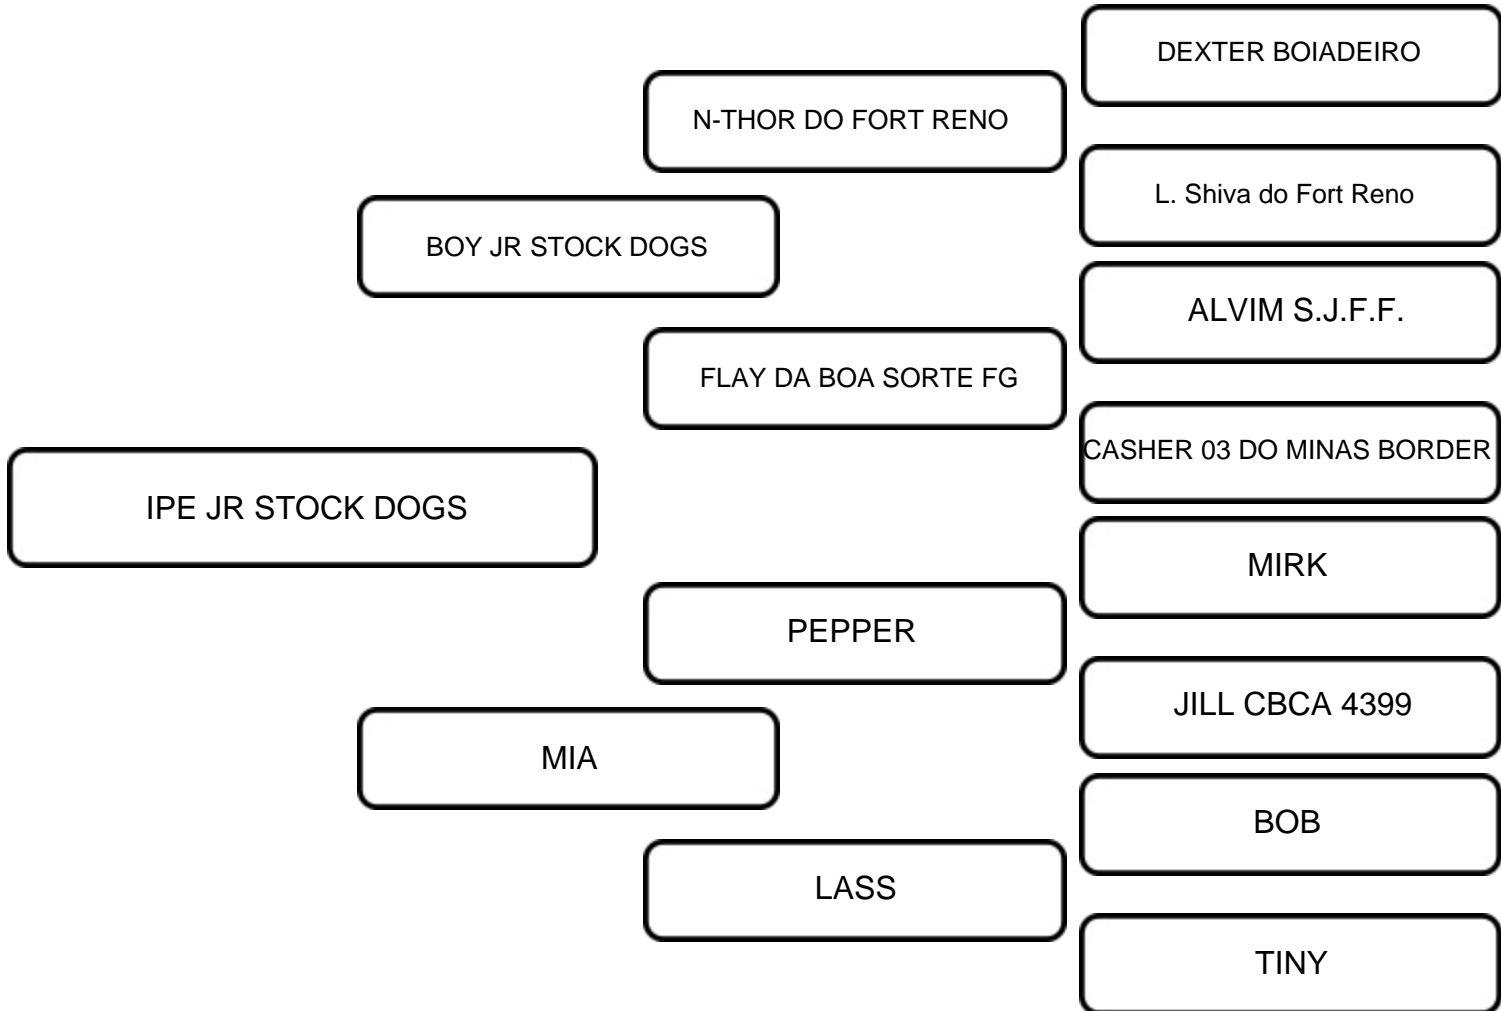 DEXTER BOIADEIRO
N-THOR DO FORT RENO
L. Shiva do Fort Reno
BOY JR STOCK DOGS
ALVIM S.J.F.F.
FLAY DA BOA SORTE FG
CASHER 03 DO MINAS BORDER
IPE JR STOCK DOGS
MIRK
PEPPER
JILL CBCA 4399
MIA
BOB
LASS
TINY